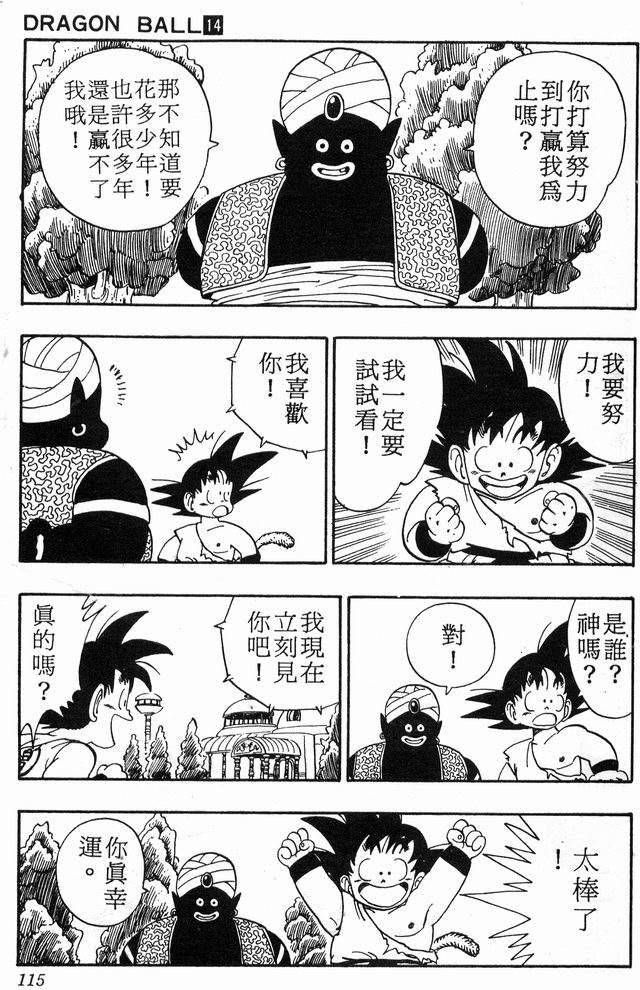 DRAGON BALL 14
你打算努力
到打贏我爲
止嗎？
那不知道要
花多少年！
也許很多年
還是贏不了
我哦！
我要努
力！
我一定要
試試看！
我喜歡
你！
是誰？
神嗎？
對！
我現在
立刻見
你吧！
眞的嗎？
太棒了
！
你眞幸
運。
115